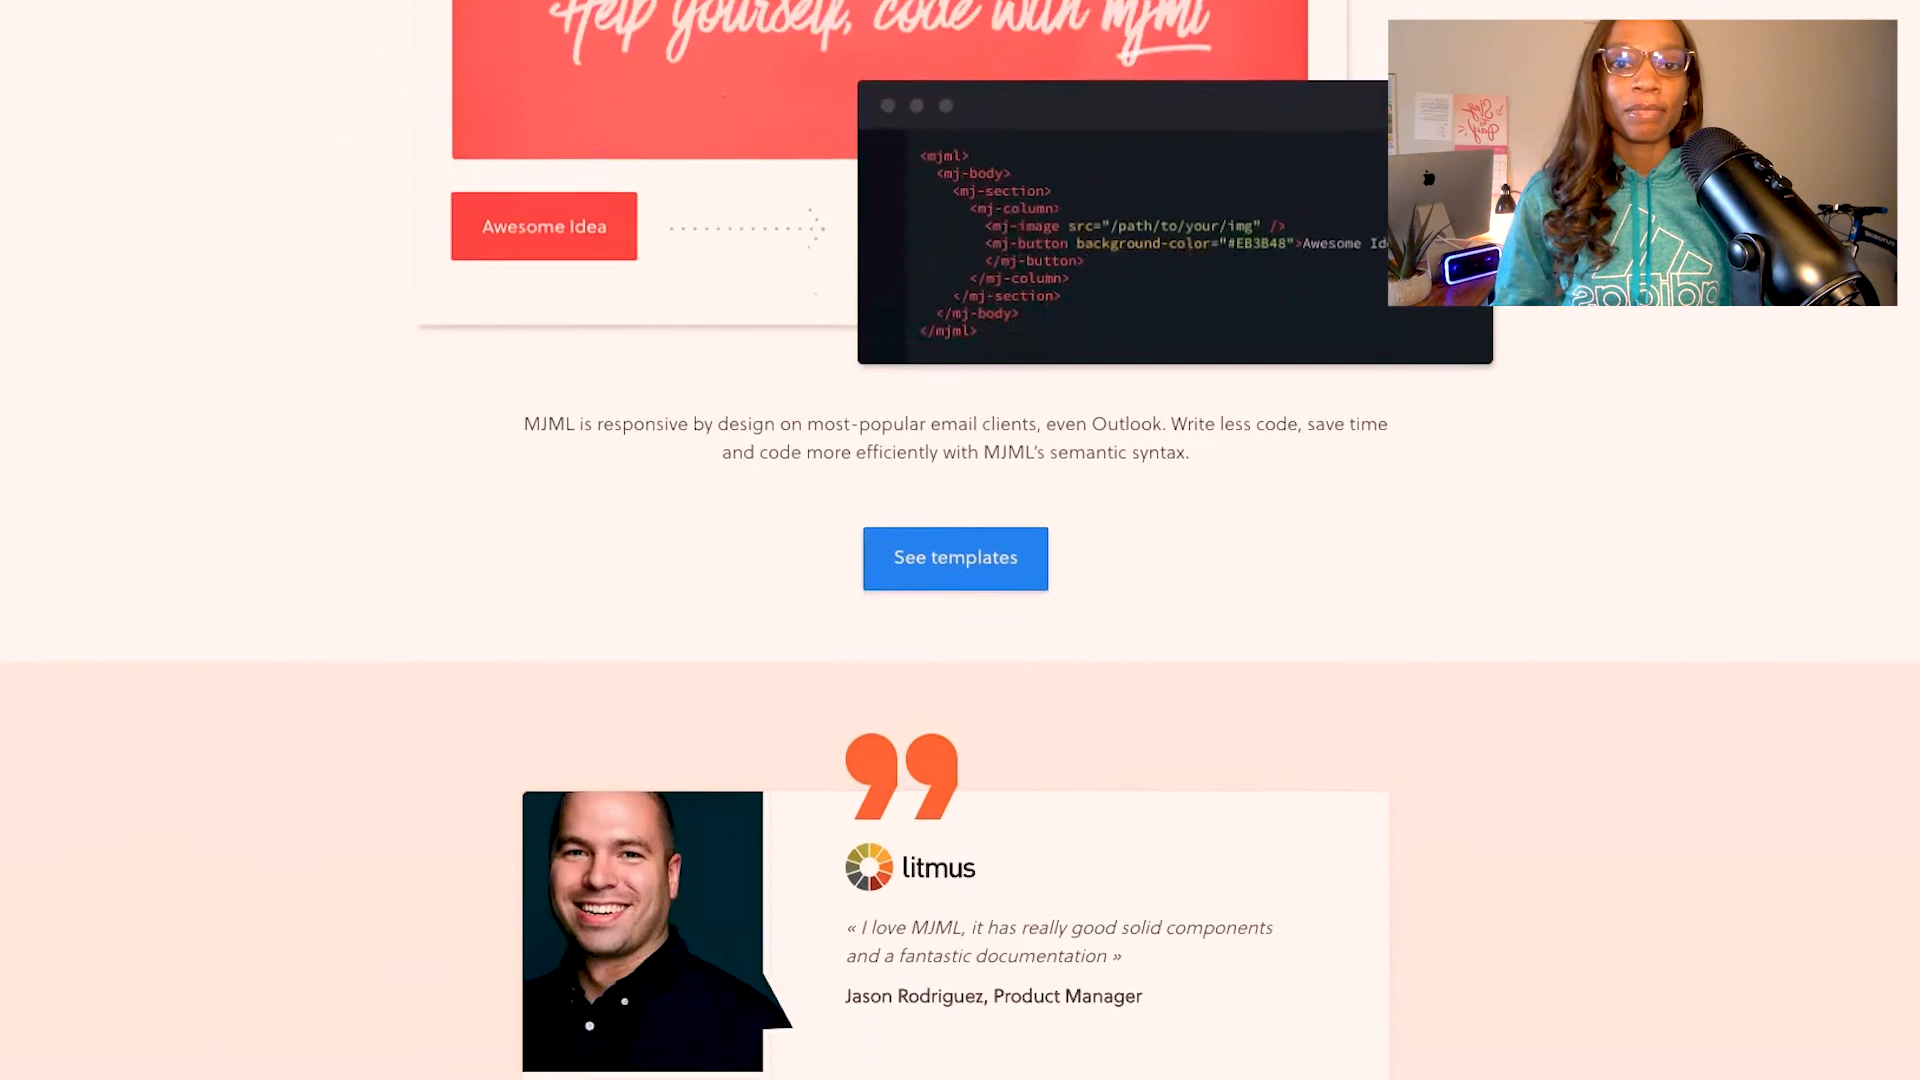 Help yourself, code with mjml
<mjml>
<mj-body>
<mj-section>
<mj-column>
<mj-image src="/path/to/your/img" />
<mj-button background-color="#EB3B48">Awesome Id
</mj-button>
</mj-column>
</mj-section>
</mj-body>
</mjml>
Awesome Idea
Slay
adidas
MJML is responsive by design on most-popular email clients, even Outlook. Write less code, save time
and code more efficiently with MJML's semantic syntax.
See templates
litmus
« I love MJML, it has really good solid components
and a fantastic documentation »
Jason Rodriguez, Product Manager